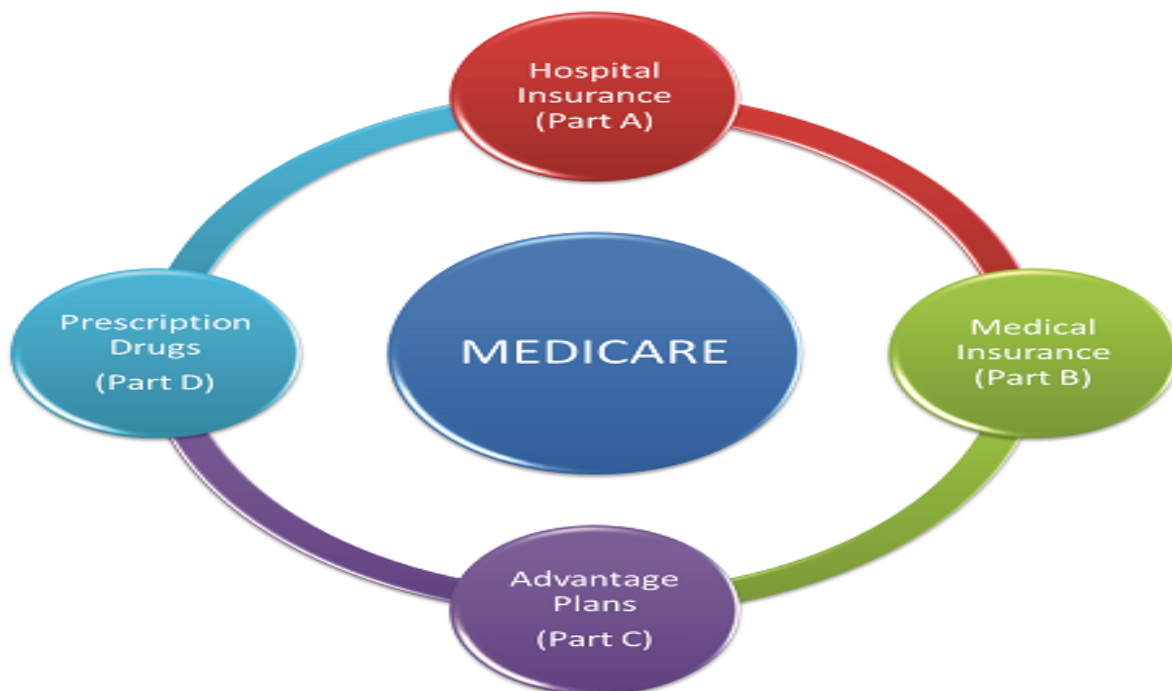 Hospital
Insurance
(Part A)
Prescription
Drugs
(Part D)
MEDICARE
Medical
Insurance
(Part B)
Advantage
Plans
(Part C)